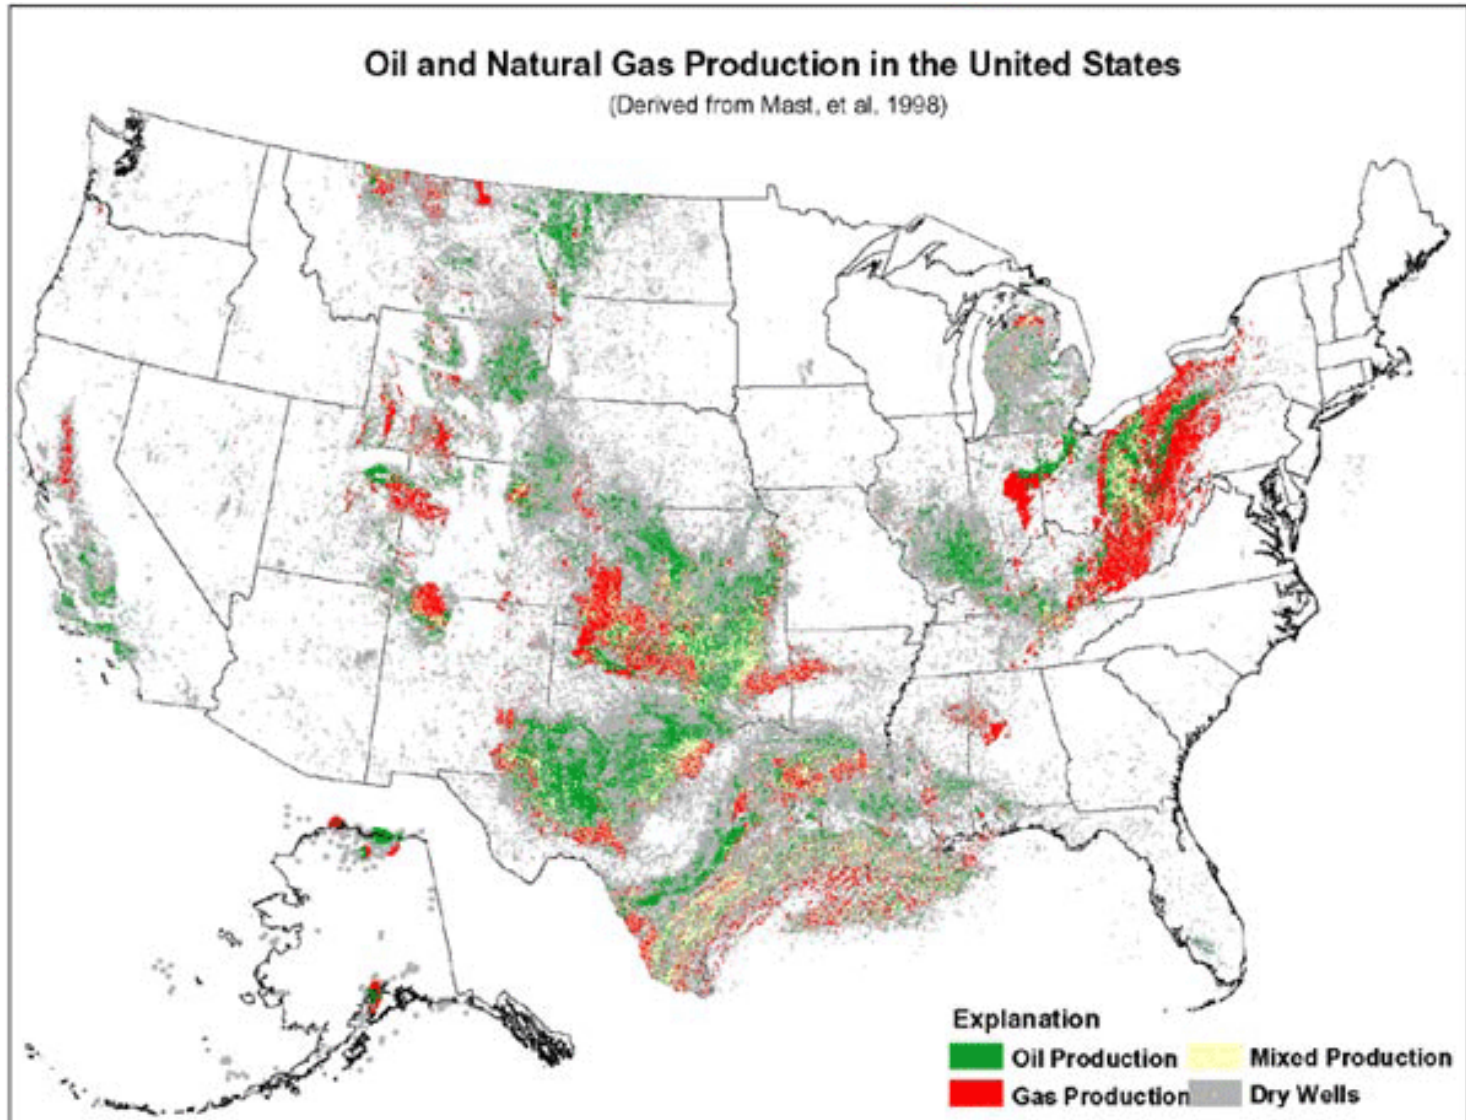 Oil and Natural Gas Production in the United States
(Derived from Mast, et al, 1998)
Explanation
Oil Production
Mixed Production
Gas Production
Dry Wells